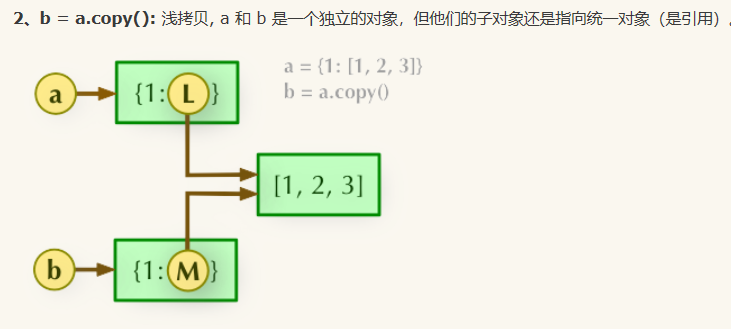 2、b = a.copy(): 浅拷贝, a 和 b 是一个独立的对象，但他们的子对象还是指向统一对象（是引用）.
a = {1: [1, 2, 3]}
b = a.copy()
a
{1: L }
[1, 2, 3]
b
{1: M }